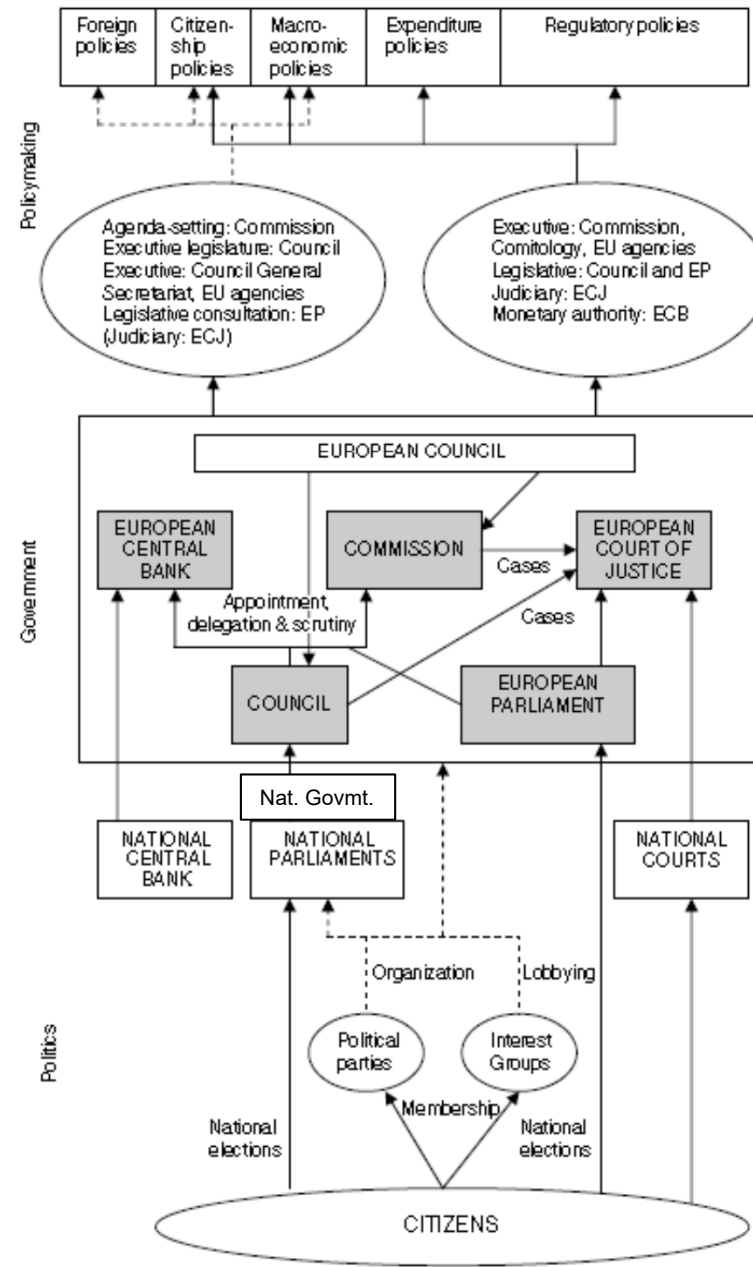 Foreign
policies
Citizen-
ship
policies
Macro-
economic
policies
Expenditure
policies
Regulatory policies
Policymaking
Agenda-setting: Commission
Executive legislature: Council
Executive: Council General
Secretariat, EU agencies
Legislative consultation: EP
(Judiciary: ECJ)
Executive: Commission,
Comitology, EU agencies
Legislative: Council and EP
Judiciary: ECJ
Monetary authority: ECB
Government
EUROPEAN COUNCIL
EUROPEAN
CENTRAL
BANK
COMMISSION
EUROPEAN
COURT OF
JUSTICE
Cases
Appointment,
delegation & scrutiny
Cases
COUNCIL
EUROPEAN
PARLIAMENT
Nat. Govmt.
NATIONAL
CENTRAL
BANK
NATIONAL
PARLIAMENTS
NATIONAL
COURTS
Politics
Organization
Lobbying
Political
parties
Interest
Groups
Membership
National
elections
National
elections
CITIZENS